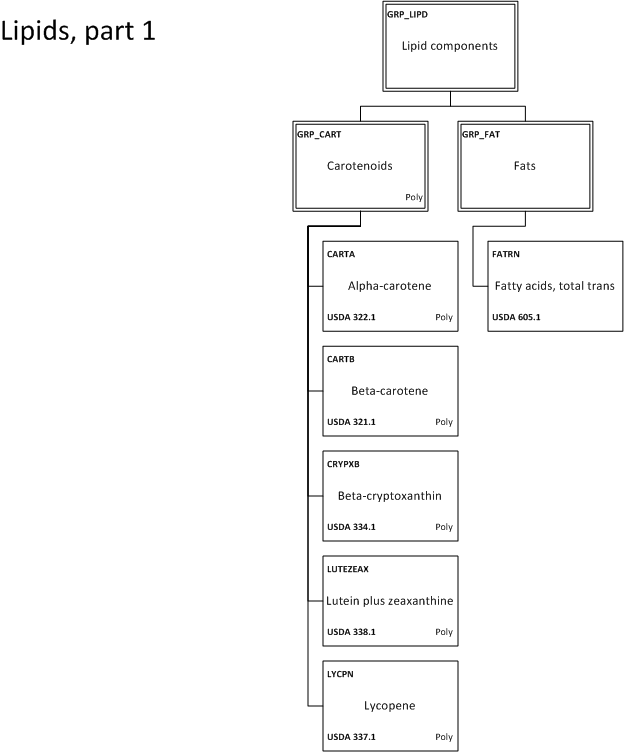 Lipids, part 1
GRP_LIPD
Lipid components
GRP_CART
Carotenoids
Poly
GRP_FAT
Fats
CARTA
Alpha-carotene
USDA 322.1 Poly
FATRN
Fatty acids, total trans
USDA 605.1
CARTB
Beta-carotene
USDA 321.1 Poly
CRYPXB
Beta-cryptoxanthin
USDA 334.1 Poly
LUTEZEAX
Lutein plus zeaxanthine
USDA 338.1 Poly
LYCPN
Lycopene
USDA 337.1 Poly